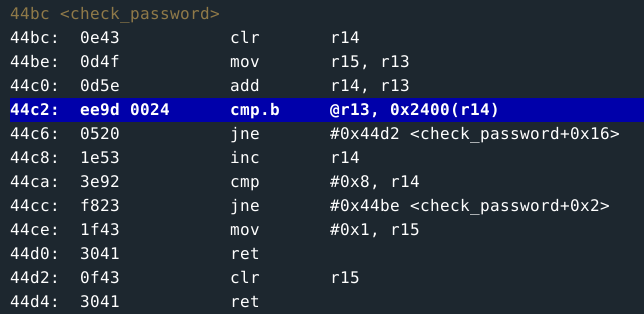 44bc <check_password>
44bc: 0e43 clr r14
44be: 0d4f mov r15, r13
44c0: 0d5e add r14, r13
44c2: ee9d 0024 cmp.b @r13, 0x2400(r14)
44c6: 0520 jne #0x44d2 <check_password+0x16>
44c8: 1e53 inc r14
44ca: 3e92 cmp #0x8, r14
44cc: f823 jne #0x44be <check_password+0x2>
44ce: 1f43 mov #0x1, r15
44d0: 3041 ret
44d2: 0f43 clr r15
44d4: 3041 ret